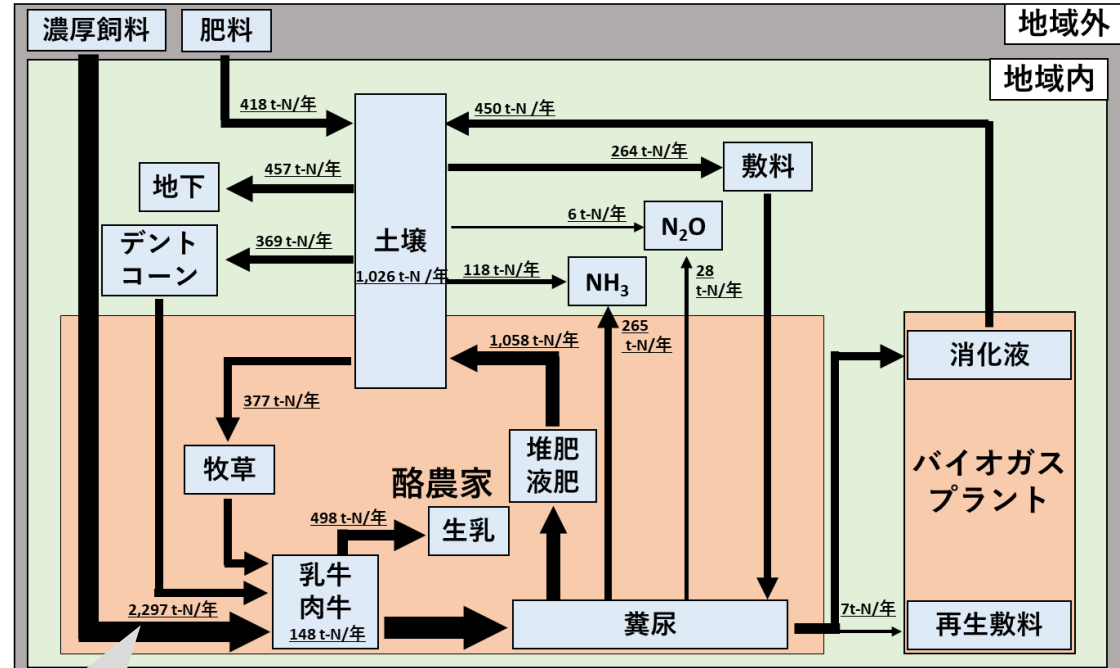 濃厚飼料
肥料
地域外
地域内
418 t-N/年
450 t-N /年
264 t-N/年
敷料
457 t-N/年
地下
6 t-N/年
N₂O
デント
コーン
369 t-N/年
土壌
1,026 t-N /年
118 t-N/年
NH₃
28
t-N/年
265
t-N/年
1,058 t-N/年
消化液
377 t-N/年
牧草
堆肥
液肥
酪農家
バイオガス
プラント
498 t-N/年
生乳
乳牛
肉牛
148 t-N/年
2,297 t-N/年
糞尿
7t-N/年
再生敷料